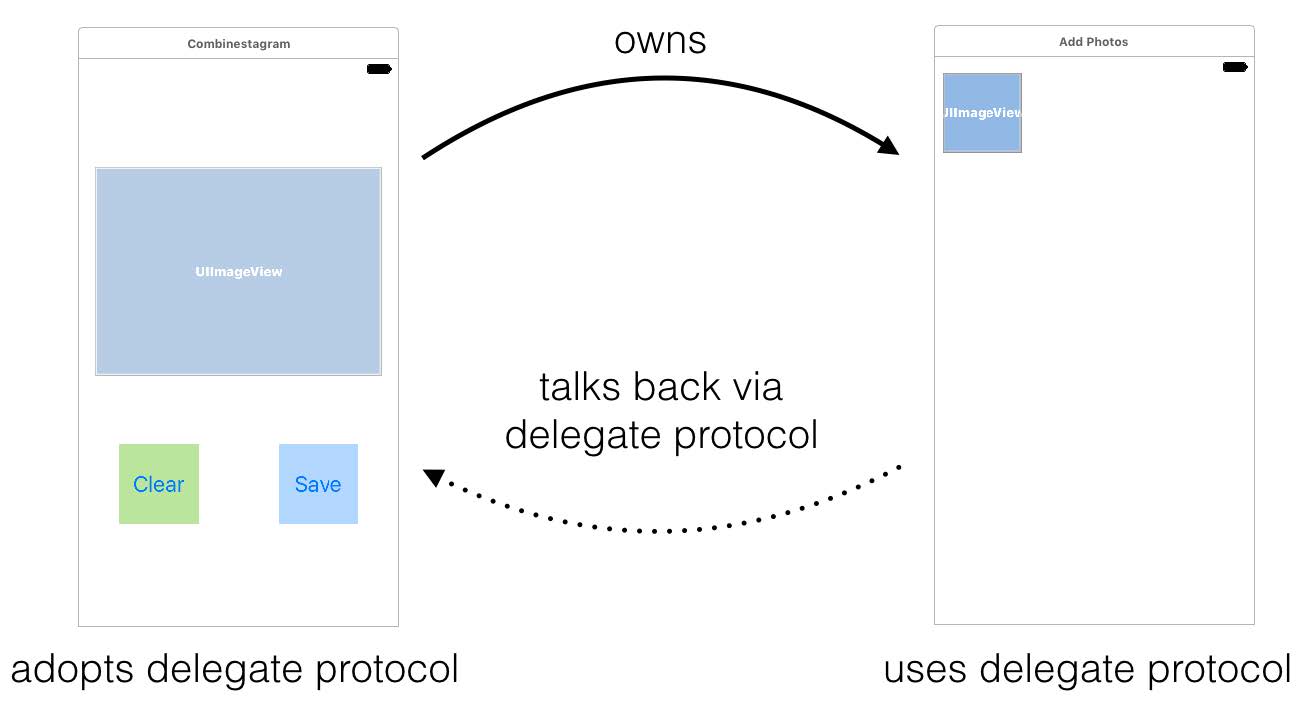 Combinestagram
owns
Add Photos
UIImageView
UIImageView
talks back via
delegate protocol
Clear
Save
adopts delegate protocol
uses delegate protocol